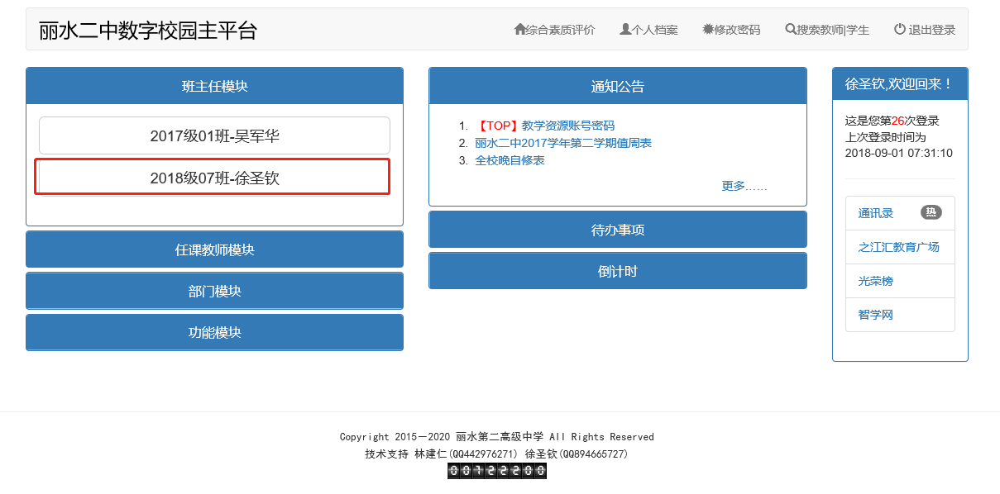 丽水二中数字校园主平台
综合素质评价 个人档案 修改密码 搜索教师|学生 退出登录
班主任模块
2017级01班-吴军华
2018级07班-徐圣钦
任课教师模块
部门模块
功能模块
通知公告
1. 【TOP】教学资源账号密码
2. 丽水二中2017学年第二学期值周表
3. 全校晚自修表
更多……
待办事项
倒计时
徐圣钦,欢迎回来！
这是您第26次登录
上次登录时间为
2018-09-01 07:31:10
通讯录 热
之江汇教育广场
光荣榜
智学网
Copyright 2015－2020 丽水第二高级中学 All Rights Reserved
技术支持 林建仁(QQ442976271) 徐圣钦(QQ894665727)
00722200